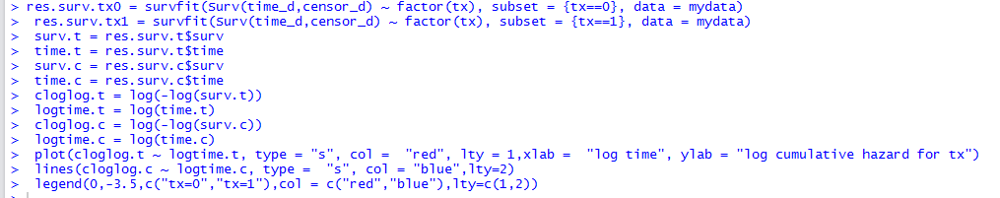 > res.surv.tx0 = survfit(Surv(time_d,censor_d) ~ factor(tx), subset = {tx==0}, data = mydata)
>  res.surv.tx1 = survfit(Surv(time_d,censor_d) ~ factor(tx), subset = {tx==1}, data = mydata)
>  surv.t = res.surv.t$surv
>  time.t = res.surv.t$time
>  surv.c = res.surv.c$surv
>  time.c = res.surv.c$time
>  cloglog.t = log(-log(surv.t))
>  logtime.t = log(time.t)
>  cloglog.c = log(-log(surv.c))
>  logtime.c = log(time.c)
>  plot(cloglog.t ~ logtime.t, type = "s", col =  "red", lty = 1,xlab =  "log time", ylab = "log cumulative hazard for tx")
>  lines(cloglog.c ~ logtime.c, type =  "s", col = "blue",lty=2)
>  legend(0,-3.5,c("tx=0","tx=1"),col = c("red","blue"),lty=c(1,2))
>